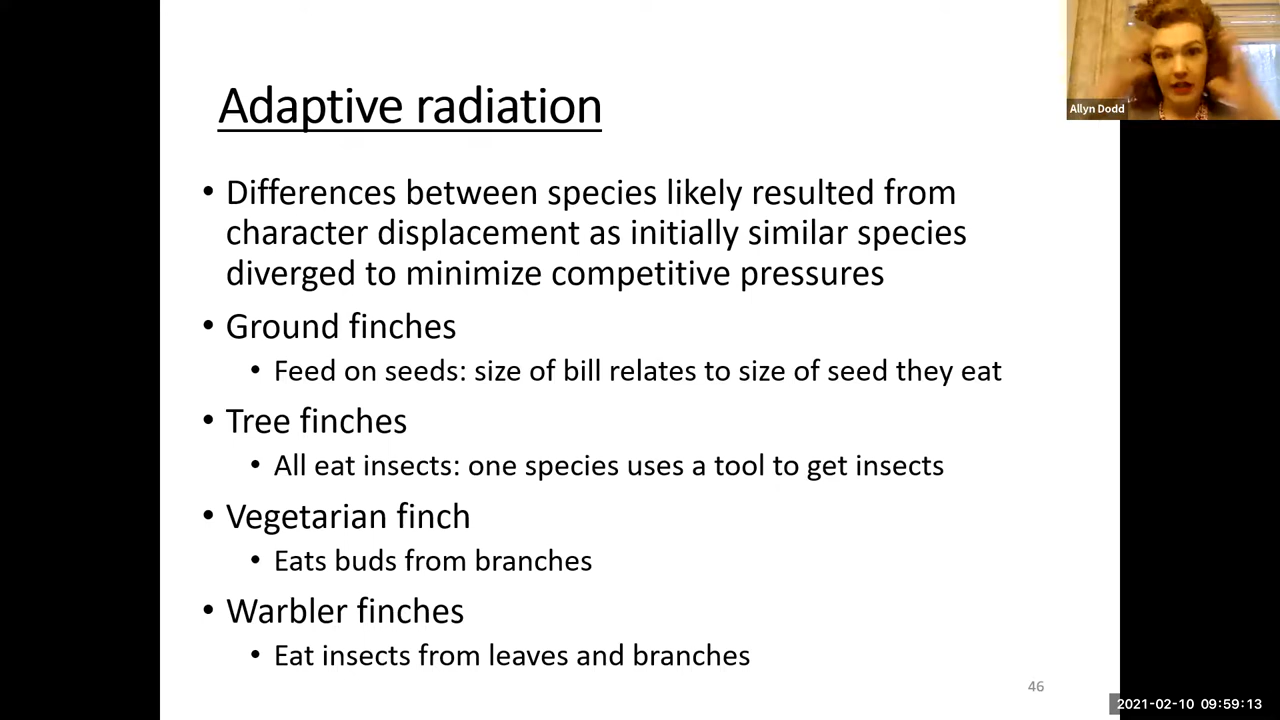 Adaptive radiation
Allyn Dodd
• Differences between species likely resulted from
character displacement as initially similar species
diverged to minimize competitive pressures
• Ground finches
• Feed on seeds: size of bill relates to size of seed they eat
• Tree finches
• All eat insects: one species uses a tool to get insects
• Vegetarian finch
• Eats buds from branches
• Warbler finches
• Eat insects from leaves and branches
46
2021-02-10 09:59:13